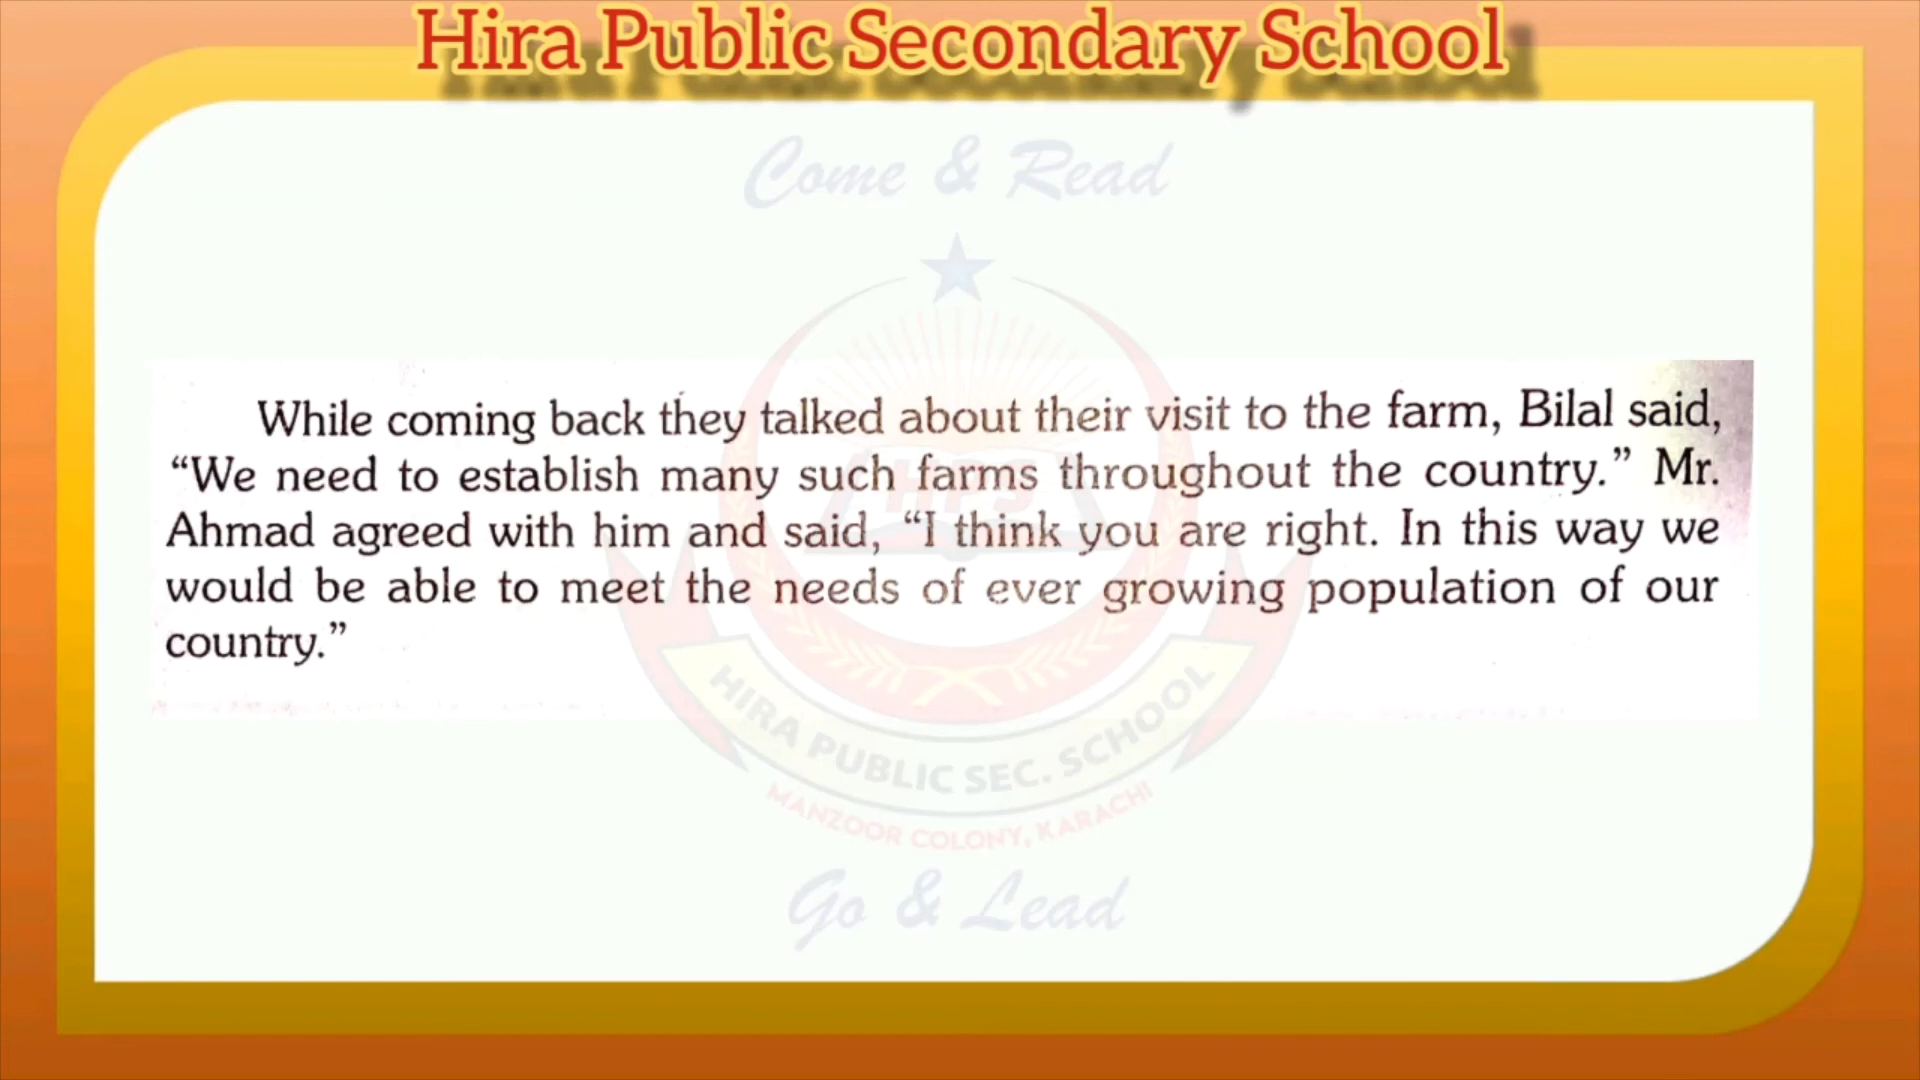 Hira Public Secondary School
Come & Read
While coming back they talked about their visit to the farm, Bilal said,
“We need to establish many such farms throughout the country.” Mr.
Ahmad agreed with him and said, “I think you are right. In this way we
would be able to meet the needs of ever growing population of our
country.”
HPS
HIRA PUBLIC SEC. SCHOOL
MANZOOR COLONY, KARACHI
Go & Lead